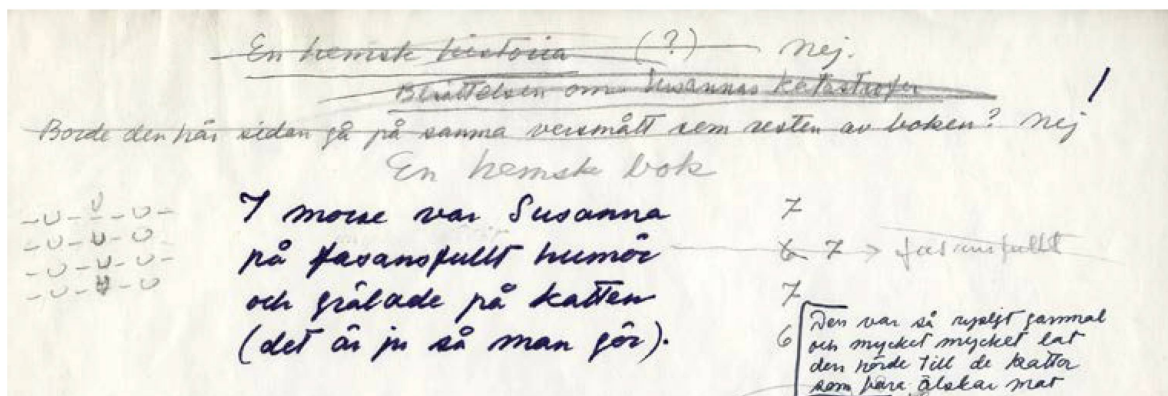 En hemsk historia (?) Nej.
Berättelsen om Susannas katastrofer
Borde den här sidan gå på samma versmått som resten av boken? Nej
En hemsk bok
I morse var Susanna 7
på fasansfullt humör 6 7 → fasansfullt
och grälade på katten 7
(det är ju så man gör). 6
Den var så rysligt gammal
och mycket mycket lat
den hörde till de katter
som bara älskar mat